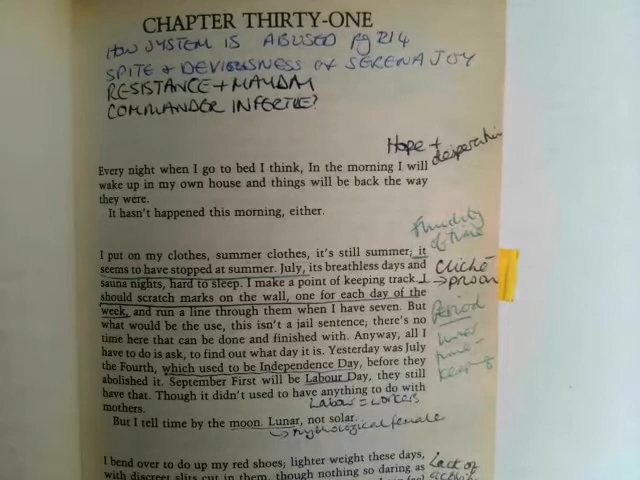 CHAPTER THIRTY-ONE
HOW SYSTEM IS ABUSED pg 214
SPITE + DEVIOUSNESS of SERENA JOY
RESISTANCE + MAYDAY
COMMANDER INFERTILE?
Hope +
desperation
Every night when I go to bed I think, In the morning I will
wake up in my own house and things will be back the way
they were.
It hasn't happened this morning, either.
Fluidity
of time
I put on my clothes, summer clothes, it's still summer; it
seems to have stopped at summer. July, its breathless days and
sauna nights, hard to sleep. I make a point of keeping track. I
should scratch marks on the wall, one for each day of the
week, and run a line through them when I have seven. But
what would be the use, this isn't a jail sentence; there's no
time here that can be done and finished with. Anyway, all I
have to do is ask, to find out what day it is. Yesterday was July
the Fourth, which used to be Independence Day, before they
abolished it. September First will be Labour Day, they still
have that. Though it didn't used to have anything to do with
mothers.
Cliché
→ prison
Period
lunar
time-
keeping
Labour = workers
But I tell time by the moon. Lunar, not solar.
→ mythological female
I bend over to do up my red shoes; lighter weight these days,
with discreet slits cut in them, though nothing so daring as
Lack of